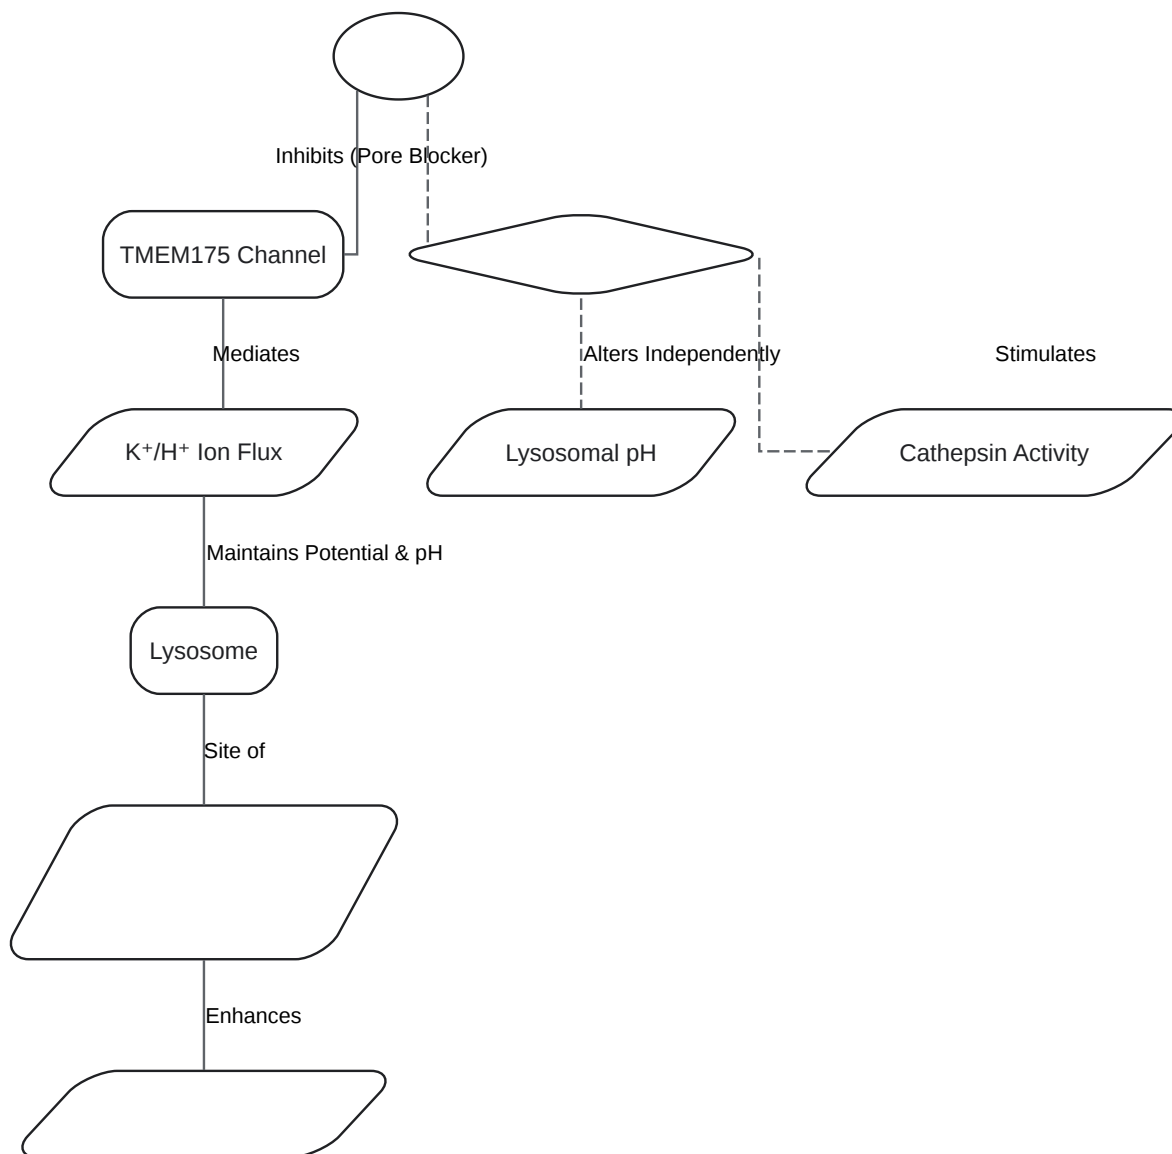 Inhibits (Pore Blocker)
TMEM175 Channel
Mediates
Alters Independently
Stimulates
K⁺/H⁺ Ion Flux
Lysosomal pH
Cathepsin Activity
Maintains Potential & pH
Lysosome
Site of
Enhances